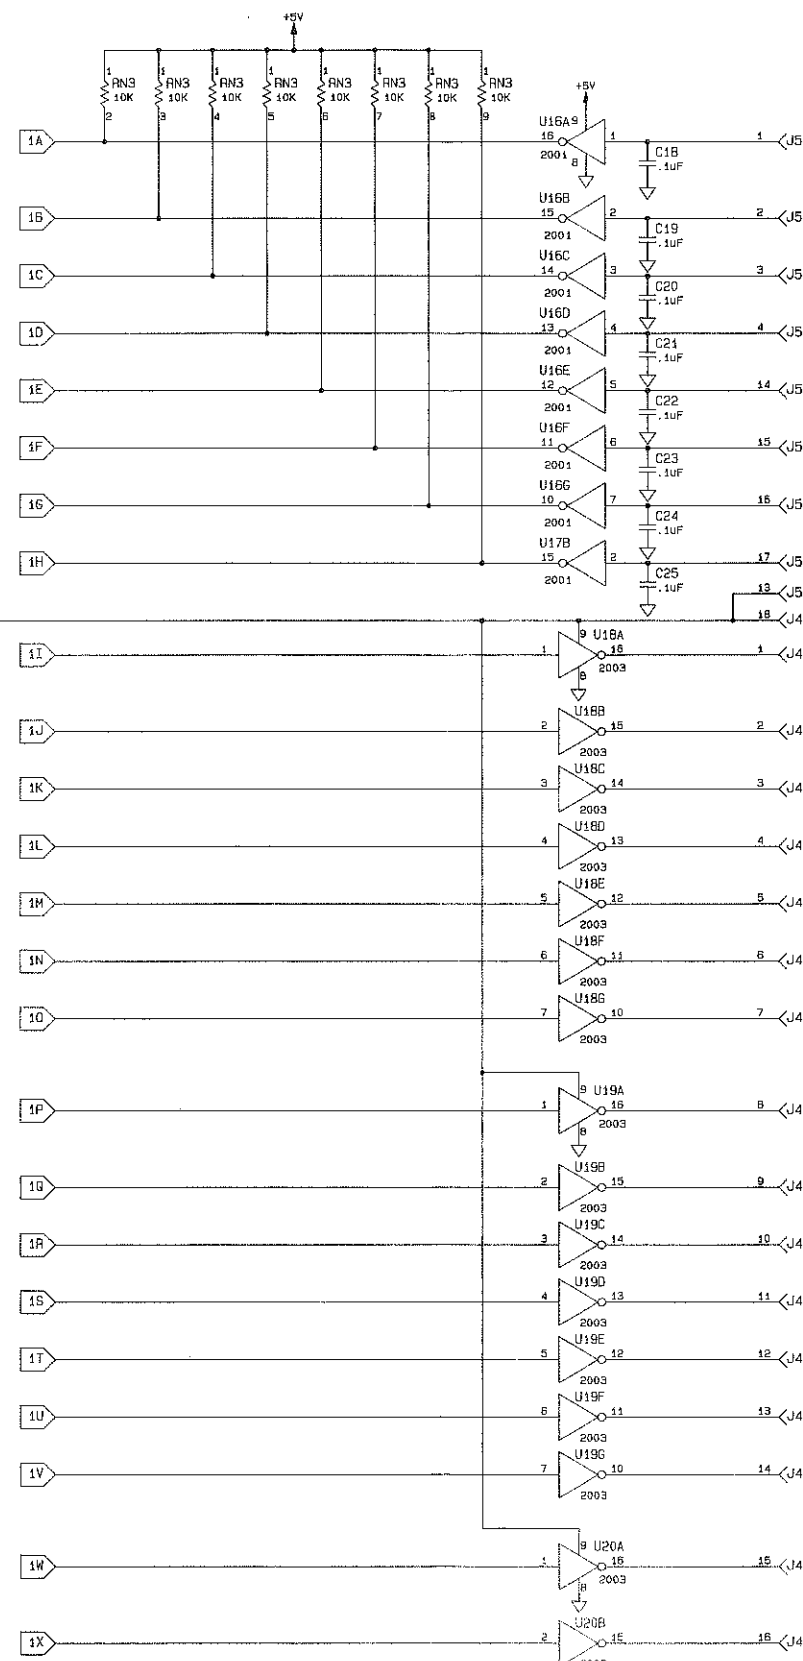 +5V
1 1 1 1 1 1 1 1
RN3 RN3 RN3 RN3 RN3 RN3 RN3 RN3
10K 10K 10K 10K 10K 10K 10K 10K
+5V
2 3 4 5 6 7 8 9
U16A 9
1A 16 1 1 J5
2001 8
C18 .1uF
U16B
1B 15 2 2 J5
2001
C19 .1uF
U16C
1C 14 3 3 J5
2001
C20 .1uF
U16D
1D 13 4 4 J5
2001
C21 .1uF
U16E
1E 12 5 14 J5
2001
C22 .1uF
U16F
1F 11 6 15 J5
2001
C23 .1uF
U16G
1G 10 7 16 J5
2001
C24 .1uF
U17B
1H 15 2 17 J5
2001
C25 .1uF
13 J5
18 J4
9 U18A
1I 1 16 1 J4
8 2003
U18B
1J 2 15 2 J4
2003
U18C
1K 3 14 3 J4
2003
U18D
1L 4 13 4 J4
2003
U18E
1M 5 12 5 J4
2003
U18F
1N 6 11 6 J4
2003
U18G
1O 7 10 7 J4
2003
9 U19A
1P 1 16 8 J4
8 2003
U19B
1Q 2 15 9 J4
2003
U19C
1R 3 14 10 J4
2003
U19D
1S 4 13 11 J4
2003
U19E
1T 5 12 12 J4
2003
U19F
1U 6 11 13 J4
2003
U19G
1V 7 10 14 J4
2003
9 U20A
1W 1 16 15 J4
8 2003
U20B
1X 2 15 16 J4